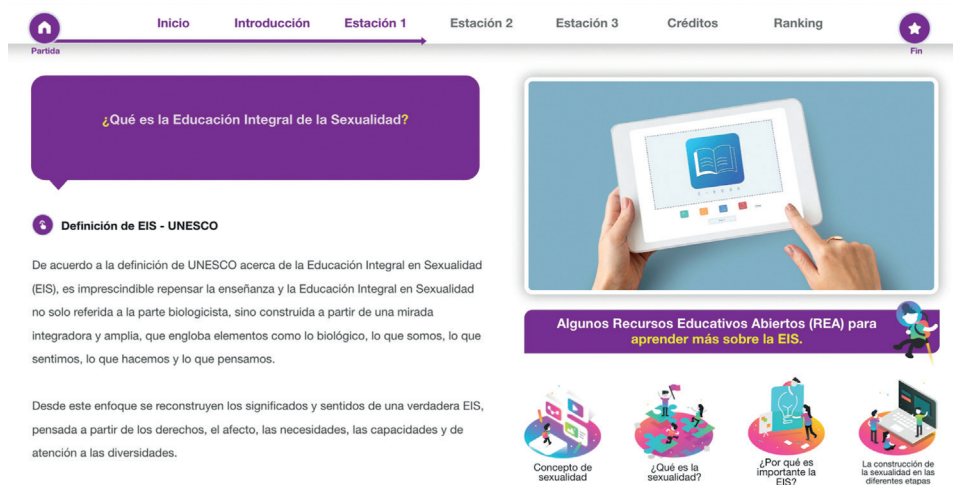 Inicio
Introducción
Estación 1
Estación 2
Estación 3
Créditos
Ranking
Partida
Fin
¿Qué es la Educación Integral de la Sexualidad?
Definición de EIS - UNESCO
De acuerdo a la definición de UNESCO acerca de la Educación Integral en Sexualidad
(EIS), es imprescindible repensar la enseñanza y la Educación Integral en Sexualidad
no solo referida a la parte biologicista, sino construida a partir de una mirada
integradora y amplia, que engloba elementos como lo biológico, lo que somos, lo que
sentimos, lo que hacemos y lo que pensamos.
Desde este enfoque se reconstruyen los significados y sentidos de una verdadera EIS,
pensada a partir de los derechos, el afecto, las necesidades, las capacidades y de
atención a las diversidades.
Algunos Recursos Educativos Abiertos (REA) para
aprender más sobre la EIS.
Concepto de
sexualidad
¿Qué es la
sexualidad?
¿Por qué es
importante la
EIS?
La construcción de
la sexualidad en las
diferentes etapas